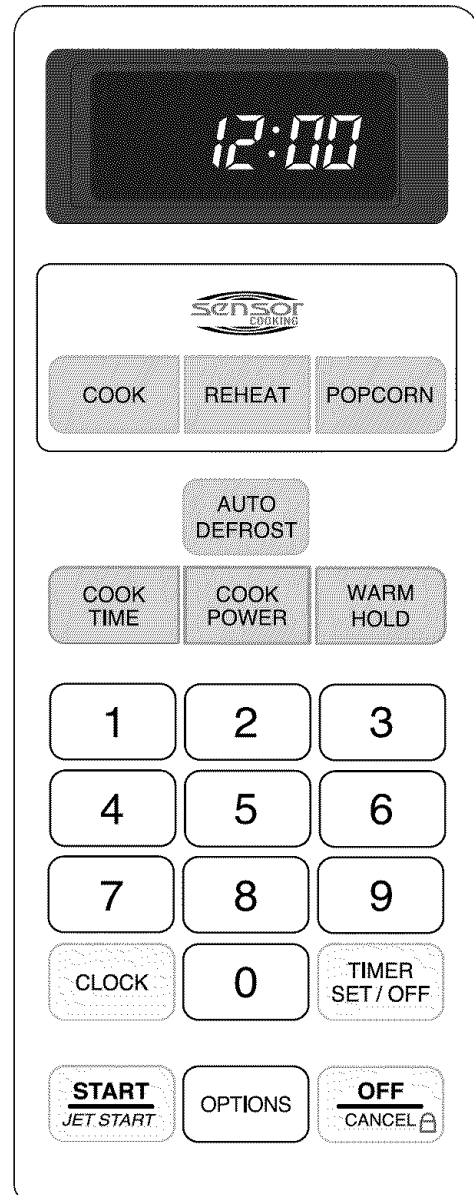 12:00
sensor
COOKING
COOK REHEAT POPCORN
AUTO
DEFROST
COOK
TIME
COOK
POWER
WARM
HOLD
1 2 3
4 5 6
7 8 9
CLOCK 0 TIMER
SET / OFF
START
JET START
OPTIONS
OFF
CANCEL